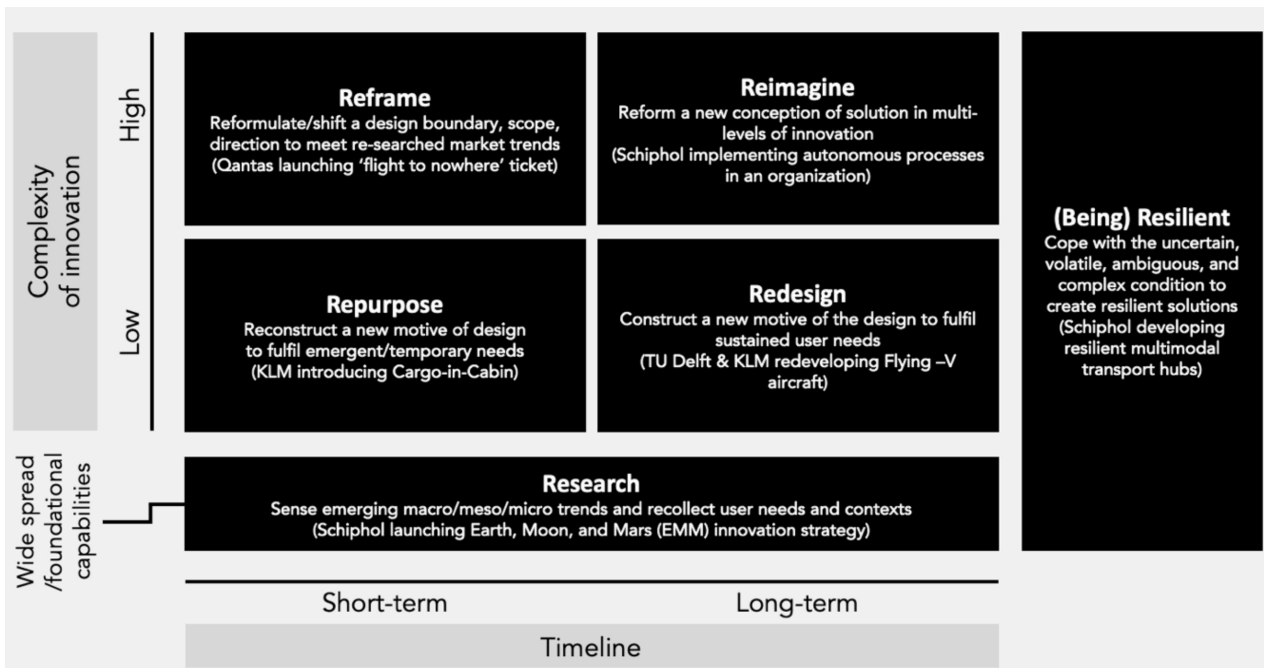 Complexity
of innovation
High
Low
Reframe
Reformulate/shift a design boundary, scope,
direction to meet re-searched market trends
(Qantas launching ‘flight to nowhere’ ticket)
Reimagine
Reform a new conception of solution in multi-
levels of innovation
(Schiphol implementing autonomous processes
in an organization)
Repurpose
Reconstruct a new motive of design
to fulfil emergent/temporary needs
(KLM introducing Cargo-in-Cabin)
Redesign
Construct a new motive of the design to fulfil
sustained user needs
(TU Delft & KLM redeveloping Flying –V
aircraft)
(Being) Resilient
Cope with the uncertain,
volatile, ambiguous, and
complex condition to
create resilient solutions
(Schiphol developing
resilient multimodal
transport hubs)
Wide spread
/foundational
capabilities
Research
Sense emerging macro/meso/micro trends and recollect user needs and contexts
(Schiphol launching Earth, Moon, and Mars (EMM) innovation strategy)
Short-term
Long-term
Timeline